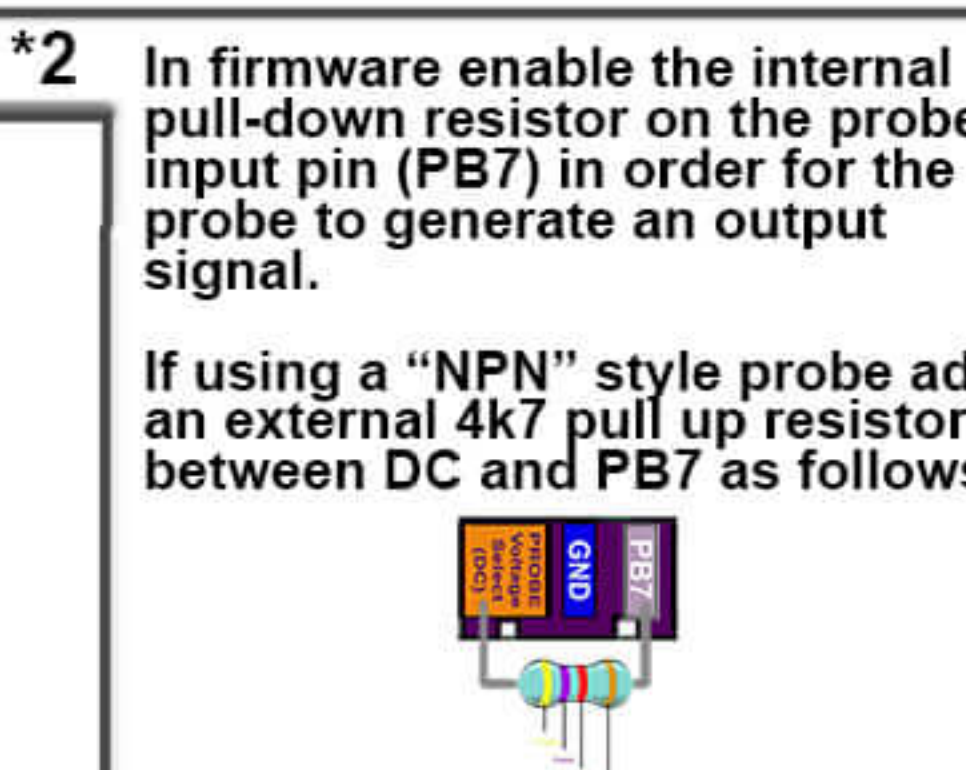 *2
In firmware enable the internal
pull-down resistor on the probe
input pin (PB7) in order for the
probe to generate an output
signal.
If using a “NPN” style probe ad
an external 4k7 pull up resistor
between DC and PB7 as follows
PROBE
Voltage
Select
(DC)
GND
PB7